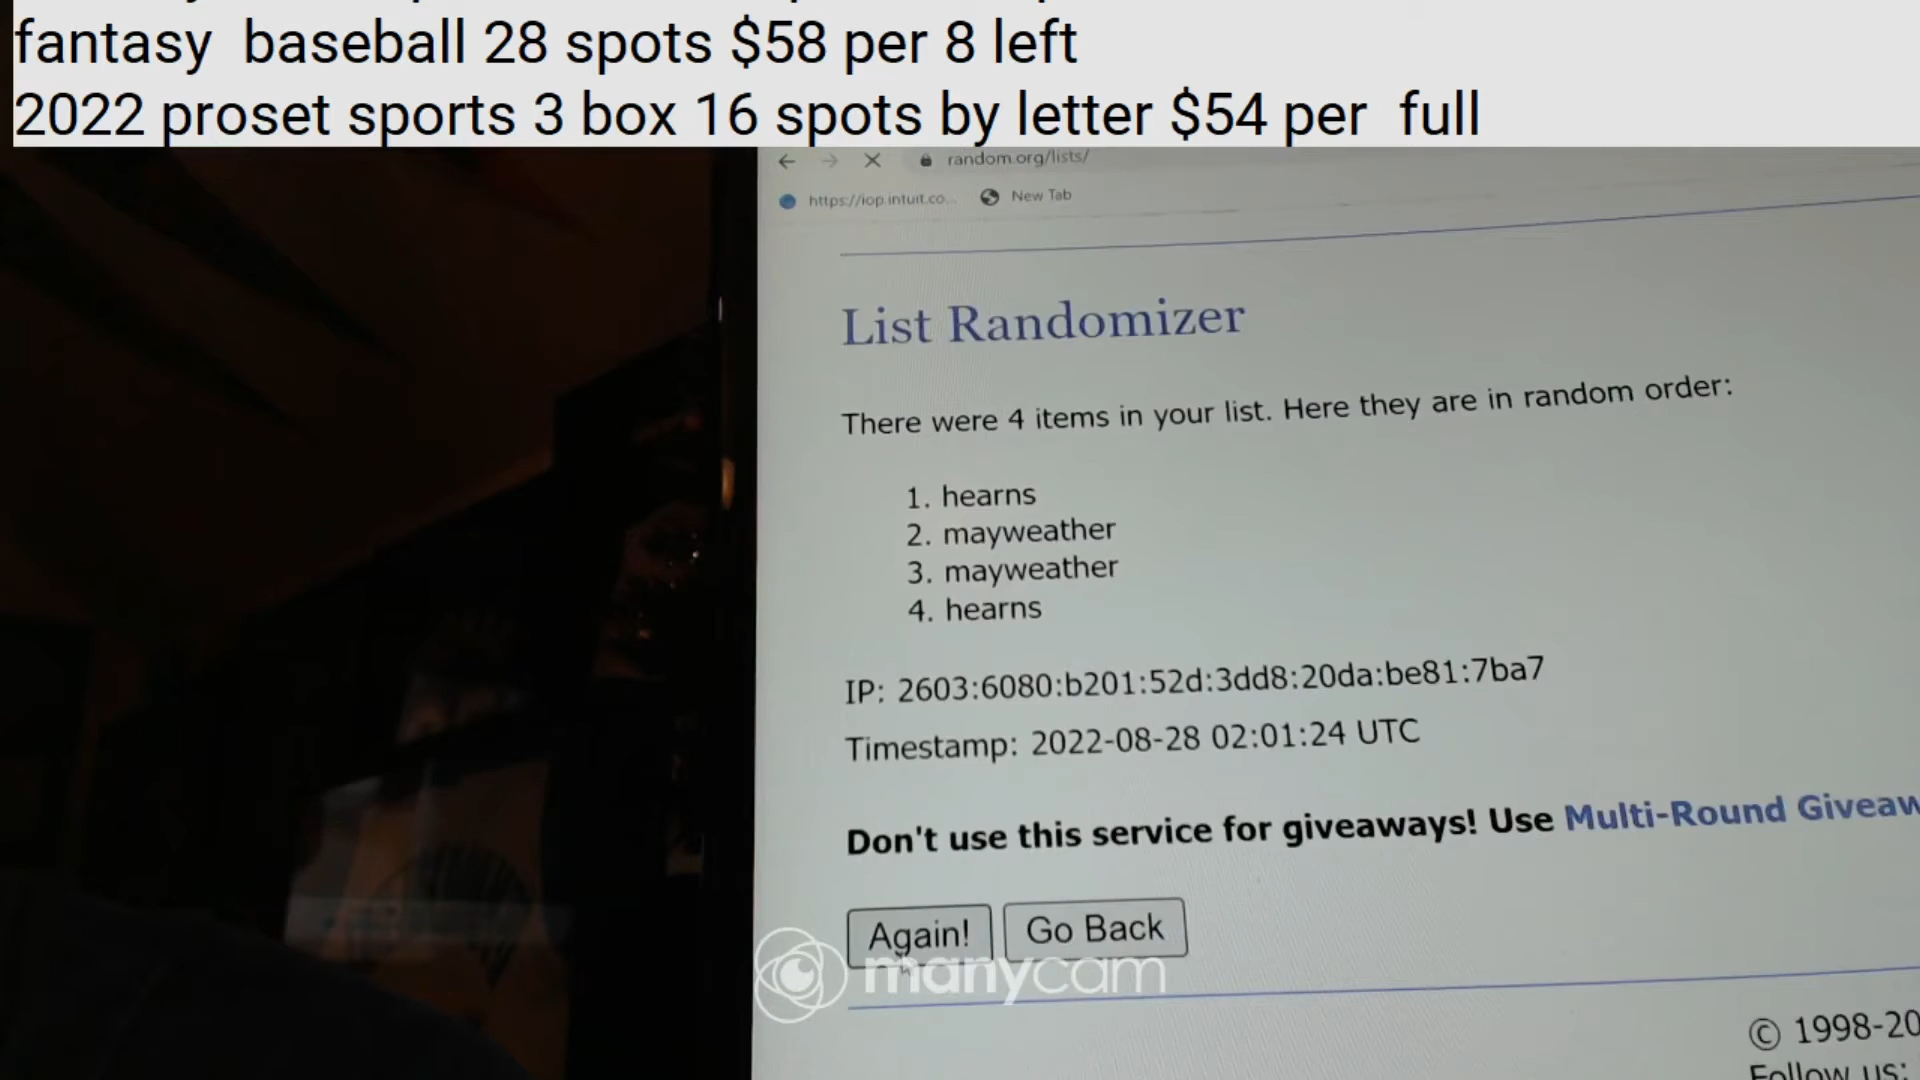 fantasy baseball 28 spots $58 per 8 left
2022 proset sports 3 box 16 spots by letter $54 per full
random.org/lists/
https://iop.intuit.co... New Tab
List Randomizer
There were 4 items in your list. Here they are in random order:
1. hearns
2. mayweather
3. mayweather
4. hearns
IP: 2603:6080:b201:52d:3dd8:20da:be81:7ba7
Timestamp: 2022-08-28 02:01:24 UTC
Don't use this service for giveaways! Use Multi-Round Giveaw
Again! Go Back
manycam
© 1998-20
Follow us: